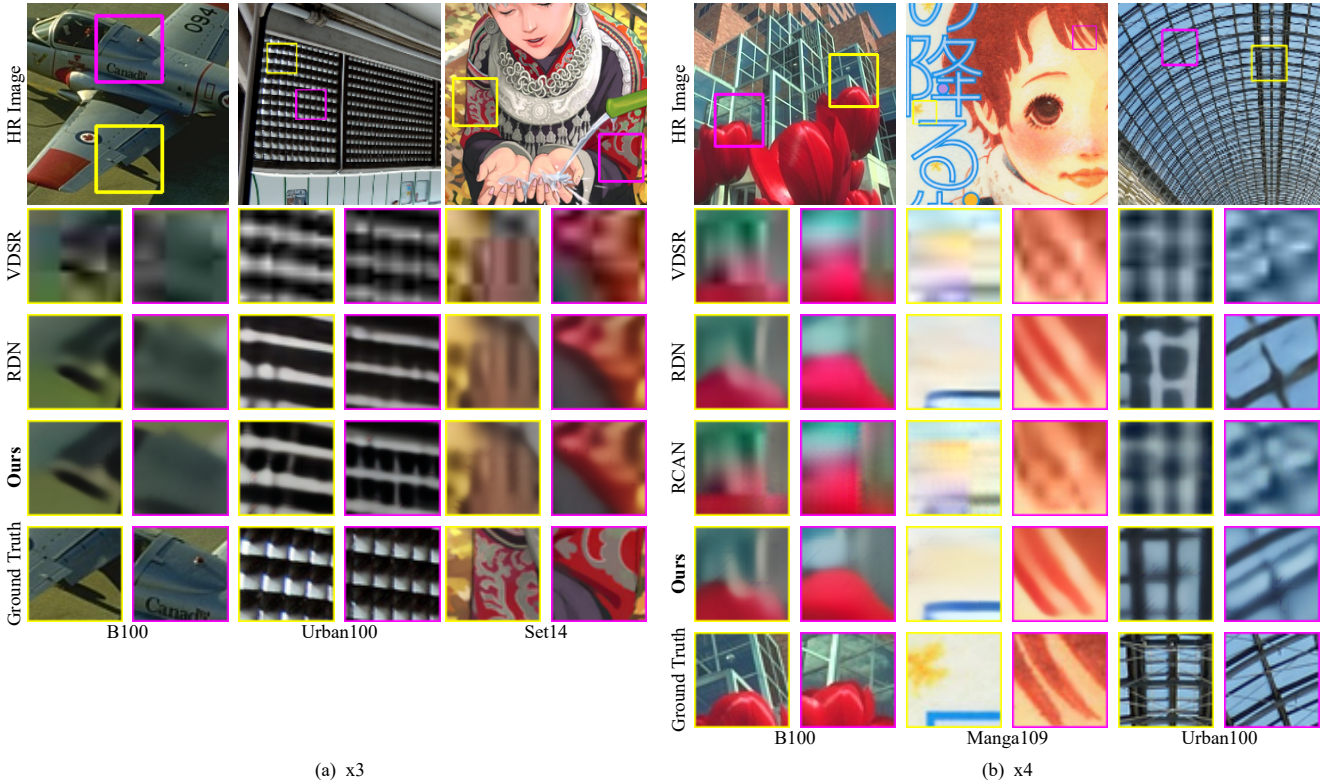 HR Image
VDSR
RDN
Ours
Ground Truth
094
Canada
B100
Urban100
Set14
Canada
(a) x3
HR Image
VDSR
RDN
RCAN
Ours
Ground Truth
の
降
る
B100
Manga109
Urban100
(b) x4